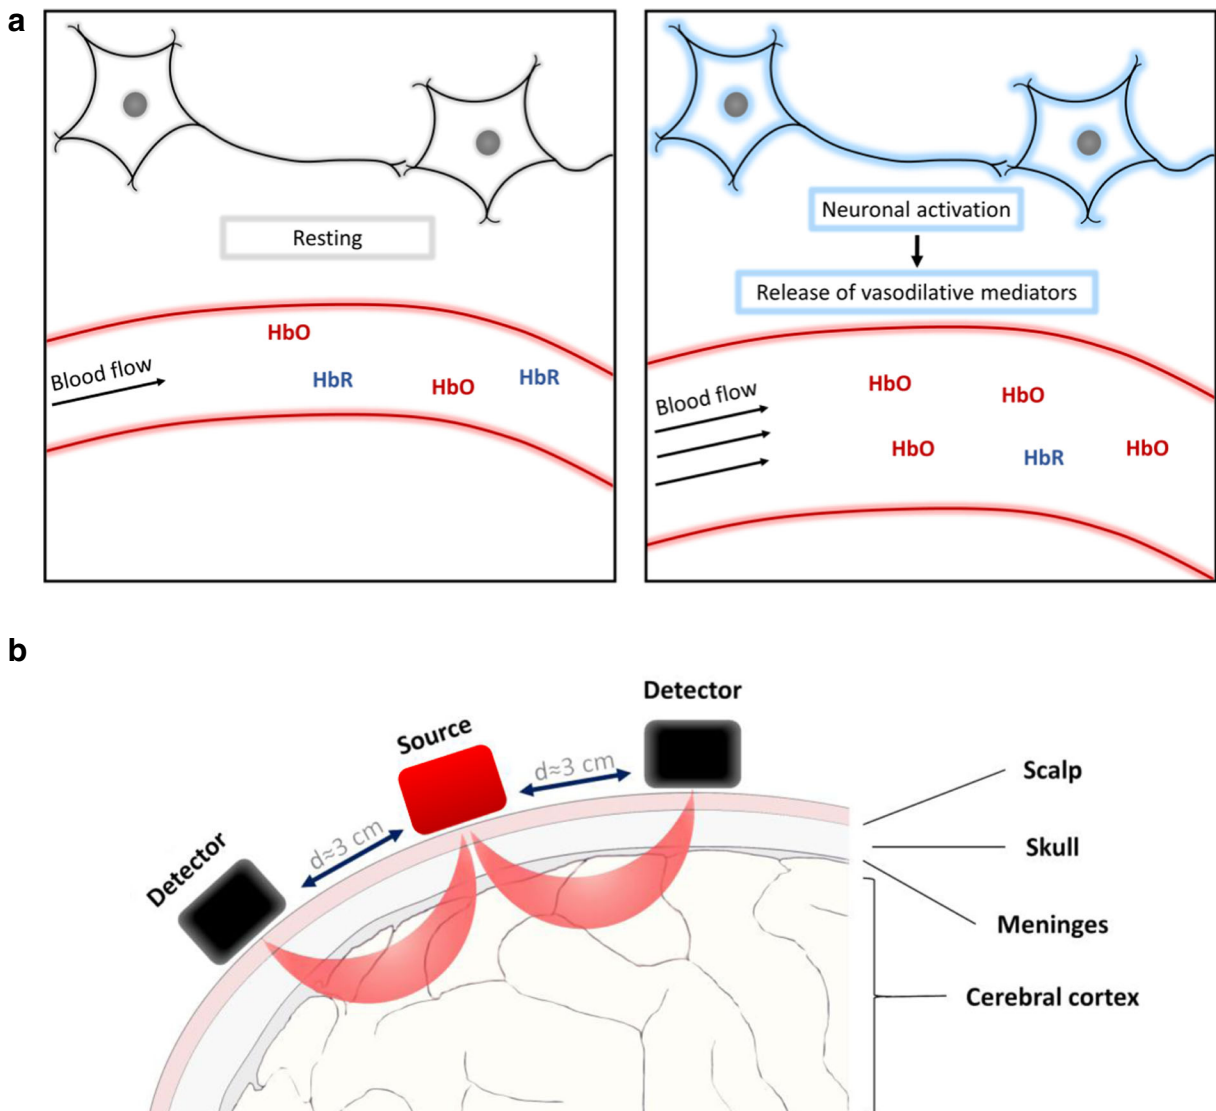 a
Resting
HbO
Blood flow
HbR
HbO
HbR
Neuronal activation
Release of vasodilative mediators
HbO
HbO
Blood flow
HbO
HbR
HbO
b
Detector
Source
d≈3 cm
Scalp
d≈3 cm
Skull
Detector
Meninges
Cerebral cortex